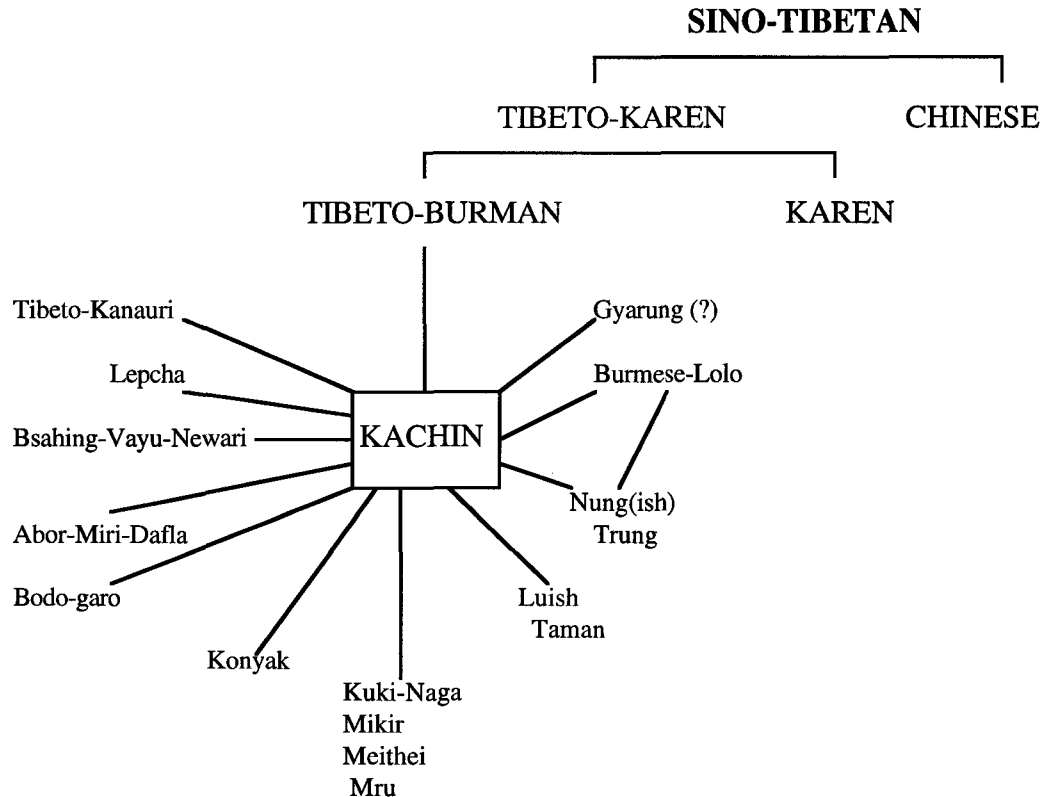 SINO-TIBETAN
TIBETO-KAREN
CHINESE
TIBETO-BURMAN
KAREN
Tibeto-Kanauri
Gyarung (?)
Lepcha
Burmese-Lolo
Bsahing-Vayu-Newari
KACHIN
Nung(ish)
Trung
Abor-Miri-Dafla
Bodo-garo
Luish
Taman
Konyak
Kuki-Naga
Mikir
Meithei
Mru